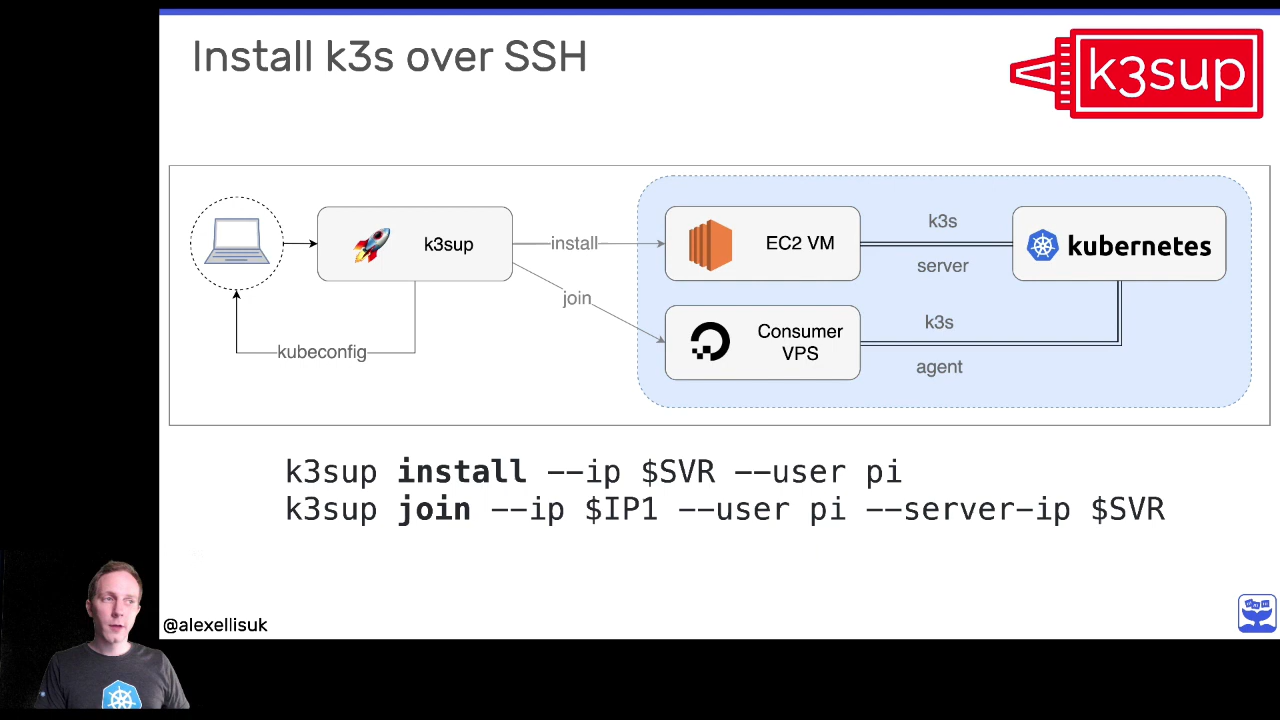 Install k3s over SSH
k3sup
k3sup
install
join
kubeconfig
EC2 VM
Consumer
VPS
k3s
server
k3s
agent
kubernetes
k3sup install --ip $SVR --user pi
k3sup join --ip $IP1 --user pi --server-ip $SVR
@alexellisuk